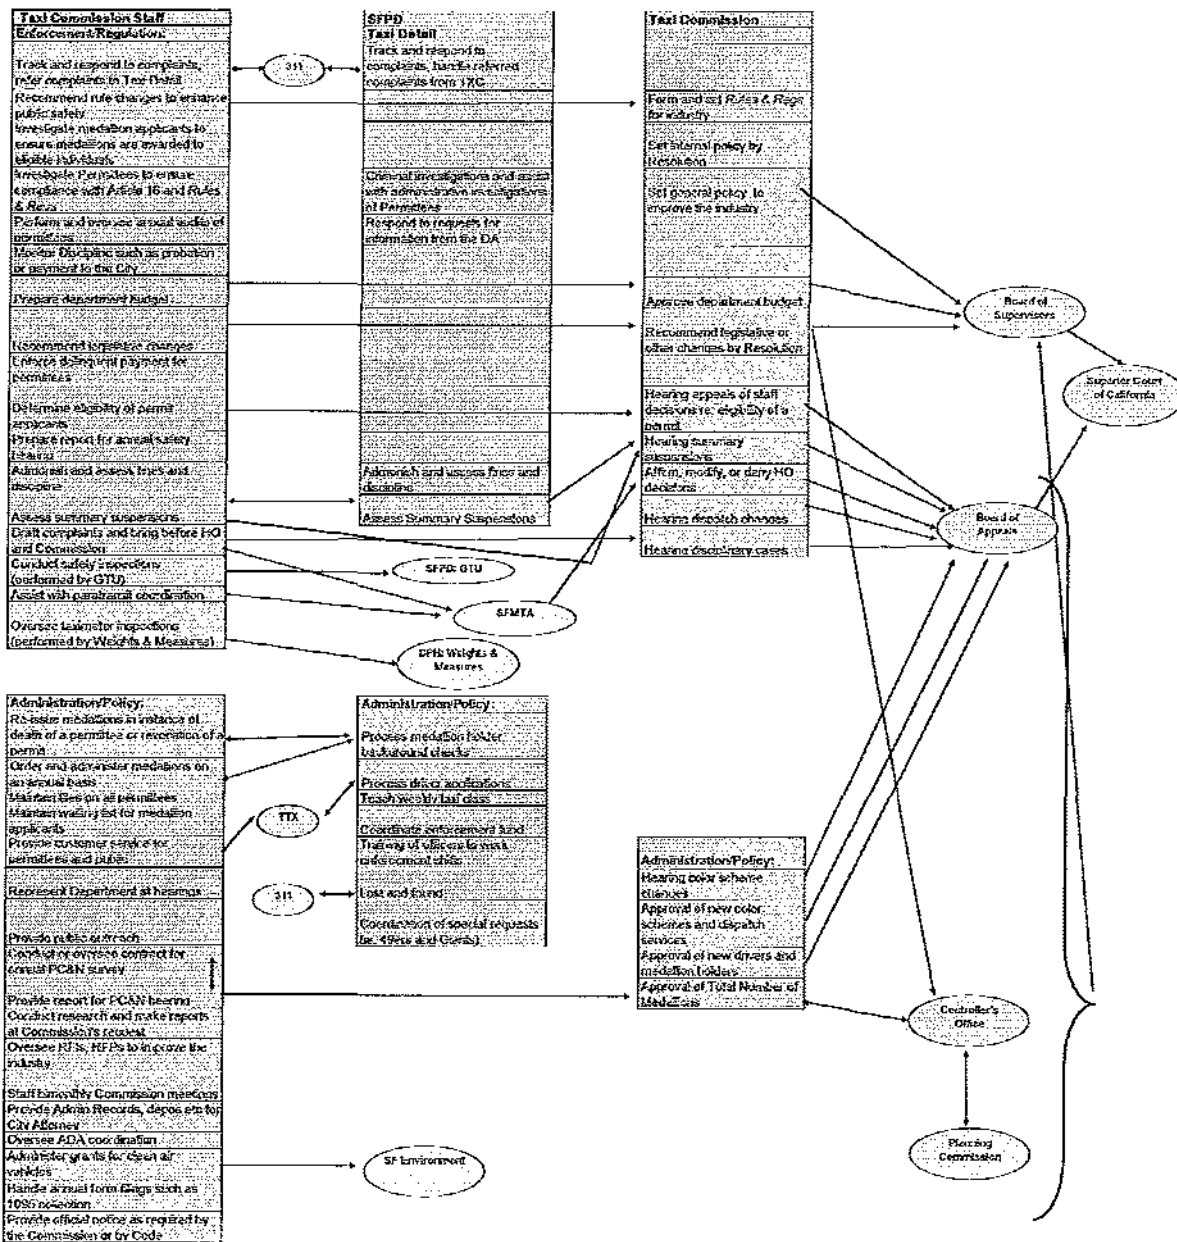 Taxi Commission Staff
Enforcement/Regulation:
Track and respond to complaints,
refer complaints to Taxi Detail
Recommend rule changes to enhance
public safety
Investigate medallion applicants to
ensure medallions are awarded to
eligible individuals
Investigate Permitees to ensure
compliance with Article 16 and Rules
& Regs
Perform and oversee annual audits of
permittees
Monitor Discipline such as probation
or payment to the City
Prepare department budget
Recommend legislative changes
Enforce delinquent payment for
permittees
Determine eligibility of permit
applicants
Prepare report for annual safety
hearing
Admonish and assess fines and
discipline
Assess summary suspensions
Draft complaints and bring before HO
and Commission
Conduct safety inspections
(performed by GTU)
Assist with paratransit coordination
Oversee taximeter inspections
(performed by Weights & Measures)
311
SFPD
Taxi Detail
Track and respond to
complaints, handle referred
complaints from TXC
Criminal investigations and assist
with administrative investigations
of Permitees
Respond to requests for
information from the DA
Admonish and assess fines and
discipline
Assess Summary Suspensions
SFPD: GTU
SFMTA
DPH: Weights &
Measures
Taxi Commission
Form and set Rules & Regs
for industry
Set internal policy by
Resolution
Set general policy to
improve the industry
Approve department budget
Recommend legislative or
other changes by Resolution
Hearing appeals of staff
decisions re: eligibility of a
permit
Hearing summary
suspensions
Affirm, modify, or deny HO
decisions
Hearing dispatch changes
Hearing disciplinary cases
Board of
Supervisors
Superior Court
of California
Board of
Appeals
Administration/Policy:
Re-issue medallions in instance of
death of a permittee or revocation of a
permit
Order and administer medallions on
an annual basis
Maintain files on all permittees
Maintain waiting list for medallion
applicants
Provide customer service for
permittees and public
Represent Department at hearings
Provide public outreach
Conduct or oversee contract for
annual PC&N survey
Provide report for PC&N hearing
Conduct research and make reports
at Commission's request
Oversee RFIs, RFPs to improve the
industry
Staff bimonthly Commission meetings
Provide Admin Records, depos etc for
City Attorney
Oversee ADA coordination
Administer grants for clean air
vehicles
Handle annual form filings such as
1095 collection
Provide official notice as required by
the Commission or by Code
TTX
311
Administration/Policy:
Process medallion holder
background checks
Process driver applications
Teach weekly taxi class
Coordinate enforcement fund
Training of officers to work
enforcement shifts
Lost and found
Coordination of special requests
(ie. 49ers and Giants)
SF Environment
Administration/Policy:
Hearing color scheme
changes
Approval of new color
schemes and dispatch
services
Approval of new drivers and
medallion holders
Approval of Total Number of
Medallions
Controller's
Office
Planning
Commission